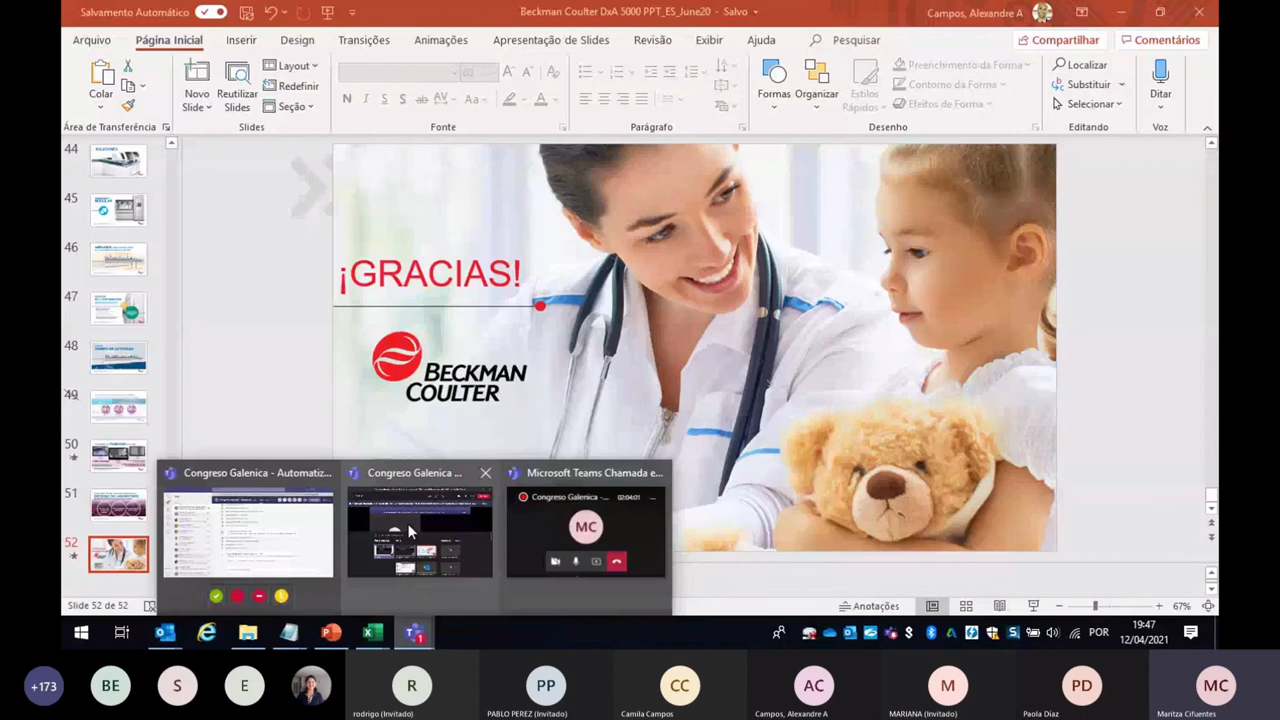 Salvamento Automático
Beckman Coulter DxA 5000 PPT_ES_June20 - Salvo
Campos, Alexandre A
Arquivo
Página Inicial
Inserir
Design
Transições
Animações
Apresentação de Slides
Revisão
Exibir
Ajuda
Pesquisar
Compartilhar
Comentários
Colar
Novo
Slide
Reutilizar
Slides
Layout
Redefinir
Seção
Formas
Organizar
Estilos
Rápidos
Preenchimento da Forma
Contorno da Forma
Efeitos de Forma
Localizar
Substituir
Selecionar
Ditar
Área de Transferência
Slides
Fonte
Parágrafo
Desenho
Editando
Voz
44
45
46
47
48
49
50
51
52
¡GRACIAS!
BECKMAN
COULTER
Congreso Galenica - Automatiz...
Congreso Galenica ...
Microsoft Teams Chamada e...
Congreso Galenica -...
02:04:01
MC
Slide 52 de 52
Anotações
67%
POR
19:47
12/04/2021
+173
BE
S
E
R
PP
CC
AC
M
PD
MC
rodrigo (Invitado)
PABLO PEREZ (Invitado)
Camila Campos
Campos, Alexandre A
MARIANA (Invitado)
Paola Díaz
Maritza Cifuentes